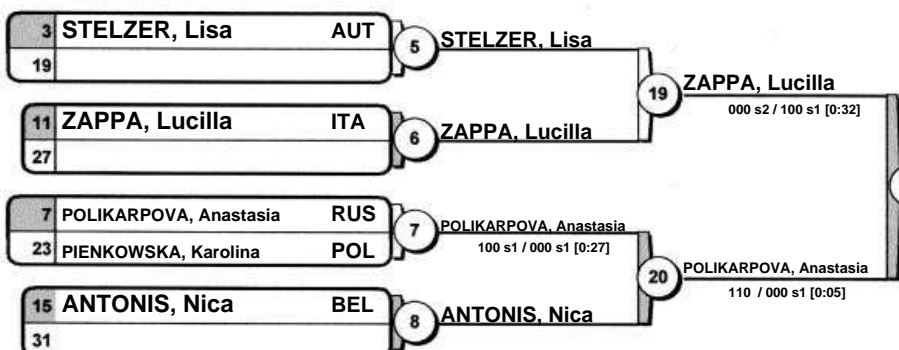 3 STELZER, Lisa AUT
19
5 STELZER, Lisa
11 ZAPPA, Lucilla ITA
27
6 ZAPPA, Lucilla
19 ZAPPA, Lucilla
000 s2 / 100 s1 [0:32]
7 POLIKARPOVA, Anastasia RUS
23 PIENKOWSKA, Karolina POL
7 POLIKARPOVA, Anastasia
100 s1 / 000 s1 [0:27]
15 ANTONIS, Nica BEL
31
8 ANTONIS, Nica
20 POLIKARPOVA, Anastasia
110 / 000 s1 [0:05]